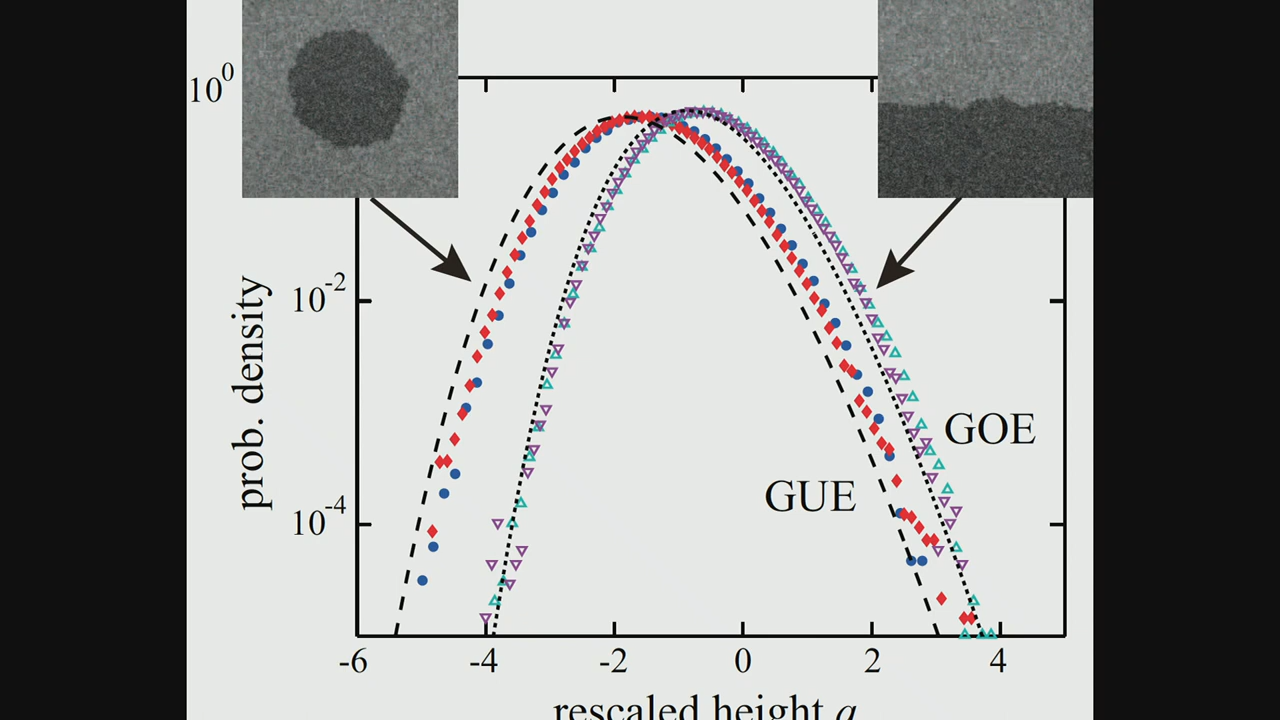 10^0
10^-2
10^-4
prob. density
GOE
GUE
-6 -4 -2 0 2 4
rescaled height q